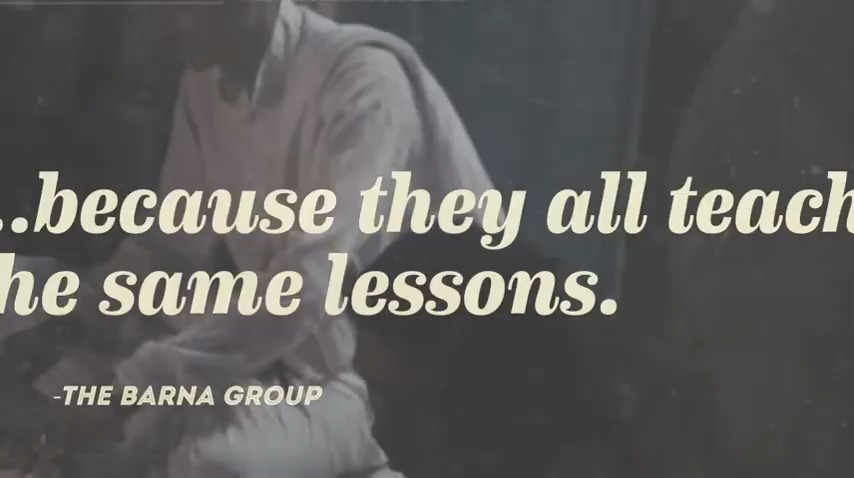 ..because they all teach
he same lessons.
-THE BARNA GROUP